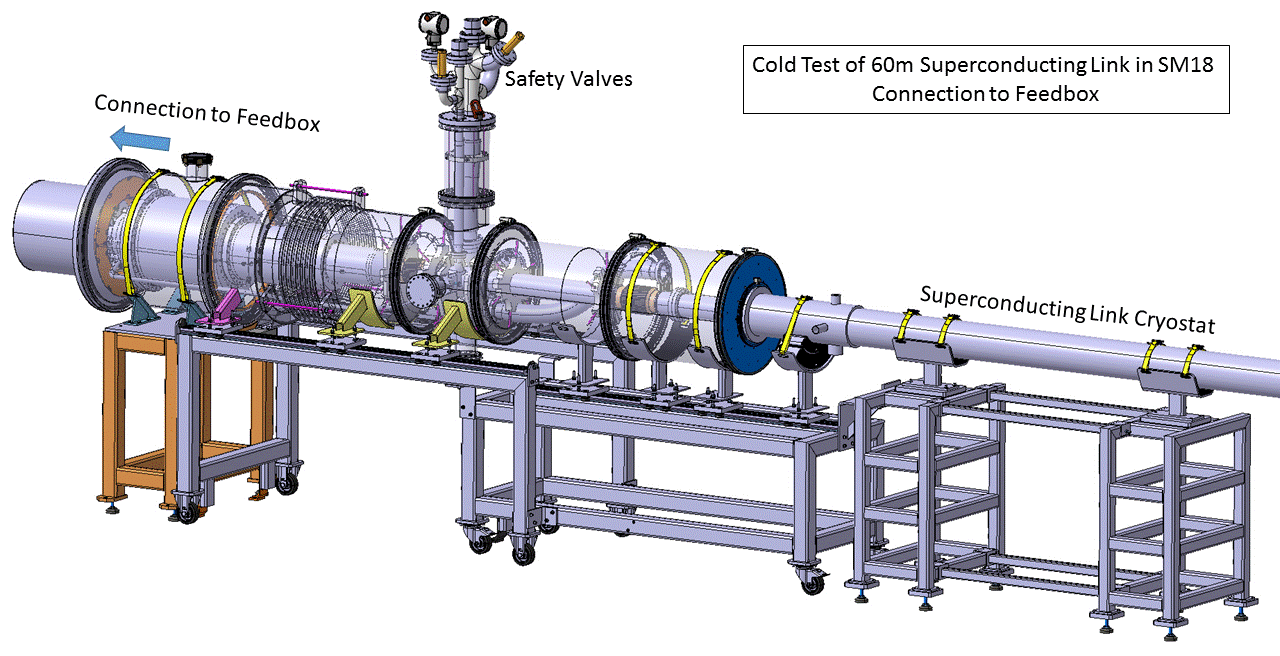 Cold Test of 60m Superconducting Link in SM18
Connection to Feedbox
Safety Valves
Connection to Feedbox
Superconducting Link Cryostat